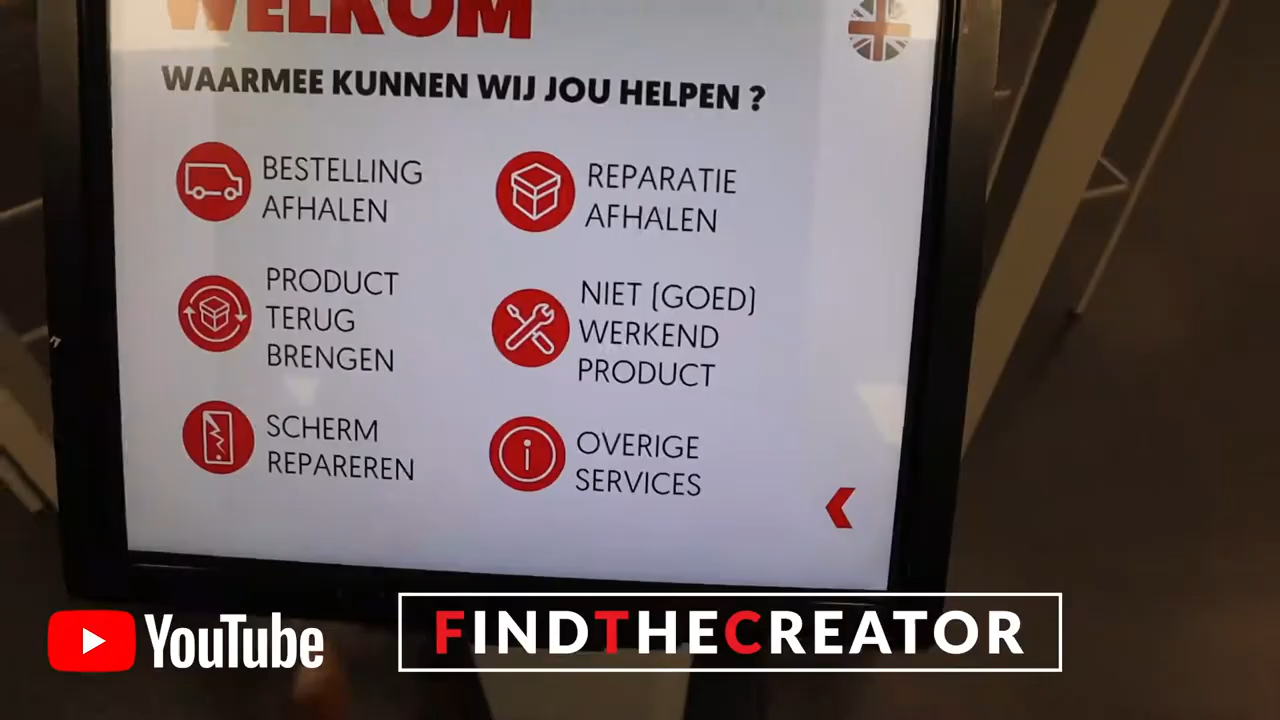 WELKOM
WAARMEE KUNNEN WIJ JOU HELPEN ?
BESTELLING
AFHALEN
REPARATIE
AFHALEN
PRODUCT
TERUG
BRENGEN
NIET (GOED)
WERKEND
PRODUCT
SCHERM
REPAREREN
OVERIGE
SERVICES
YouTube
FINDTHECREATOR